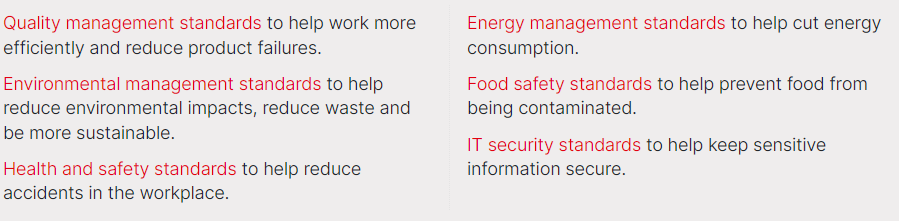 Quality management standards to help work more
efficiently and reduce product failures.
Environmental management standards to help
reduce environmental impacts, reduce waste and
be more sustainable.
Health and safety standards to help reduce
accidents in the workplace.
Energy management standards to help cut energy
consumption.
Food safety standards to help prevent food from
being contaminated.
IT security standards to help keep sensitive
information secure.